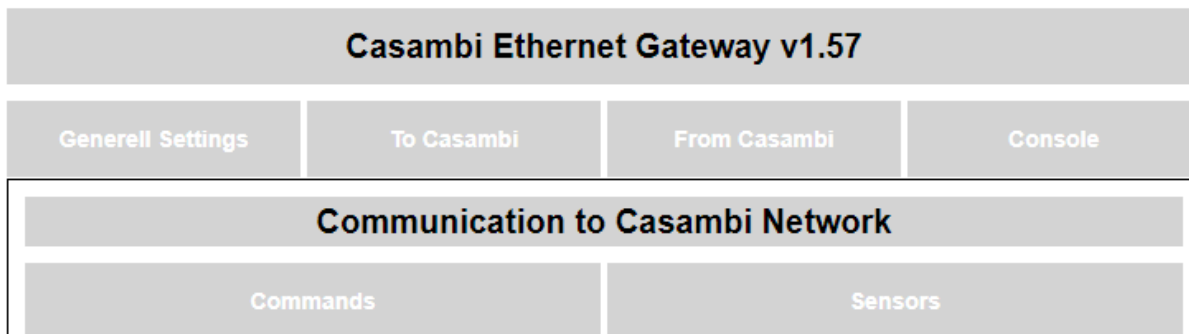 Casambi Ethernet Gateway v1.57
Generell Settings To Casambi From Casambi Console
Communication to Casambi Network
Commands Sensors